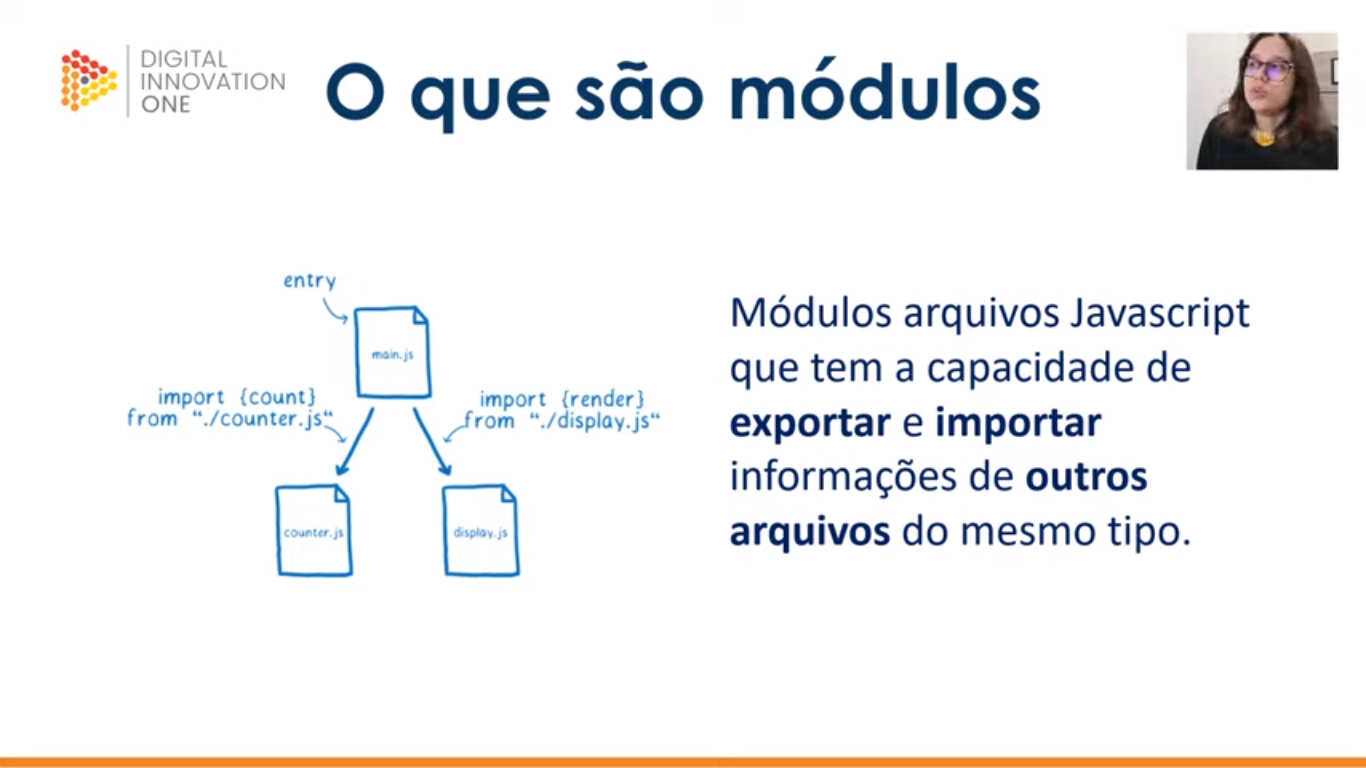 DIGITAL
INNOVATION
ONE
O que são módulos
entry
main.js
import {count}
from "./counter.js"
import {render}
from "./display.js"
counter.js
display.js
Módulos arquivos Javascript
que tem a capacidade de
exportar e importar
informações de outros
arquivos do mesmo tipo.